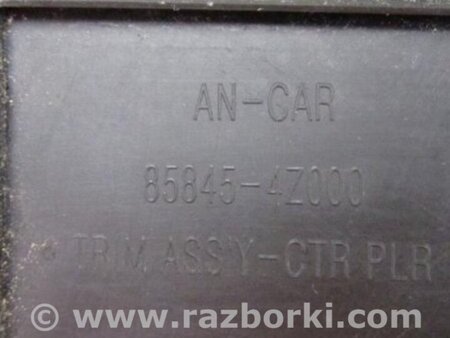 AN-CAR
85845-4Z000
TRIM ASS'Y-CTR PLR
© www.razborki.com